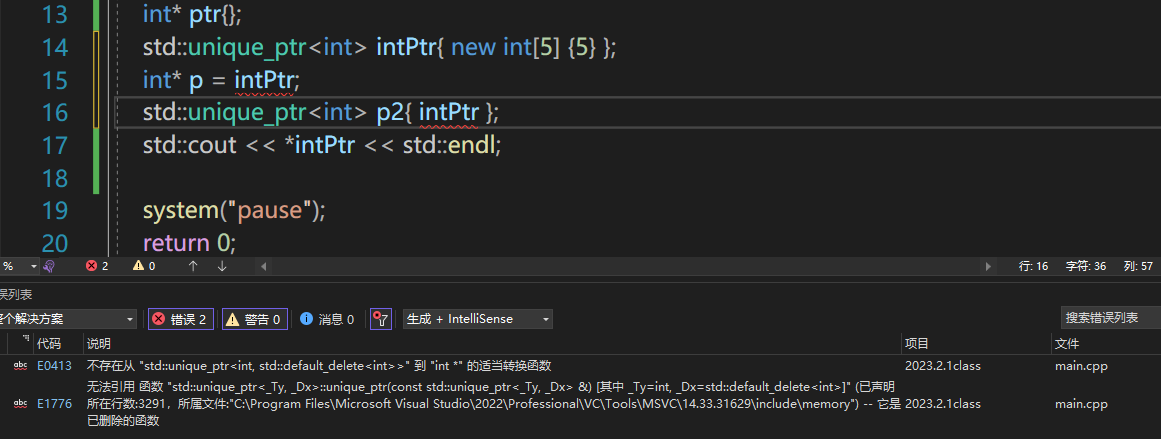 13 int* ptr{};
14 std::unique_ptr<int> intPtr{ new int[5] {5} };
15 int* p = intPtr;
16 std::unique_ptr<int> p2{ intPtr };
17 std::cout << *intPtr << std::endl;
18
19 system("pause");
20 return 0;
% 2 0 行: 16 字符: 36 列: 57
误列表
整个解决方案 错误 2 警告 0 消息 0 生成 + IntelliSense 搜索错误列表
代码 说明 项目 文件
abc E0413 不存在从 "std::unique_ptr<int, std::default_delete<int>>" 到 "int *" 的适当转换函数 2023.2.1class main.cpp
无法引用 函数 "std::unique_ptr<_Ty, _Dx>::unique_ptr(const std::unique_ptr<_Ty, _Dx> &) [其中 _Ty=int, _Dx=std::default_delete<int>]" (已声明
abc E1776 所在行数:3291，所属文件:"C:\Program Files\Microsoft Visual Studio\2022\Professional\VC\Tools\MSVC\14.33.31629\include\memory") -- 它是 2023.2.1class main.cpp
已删除的函数